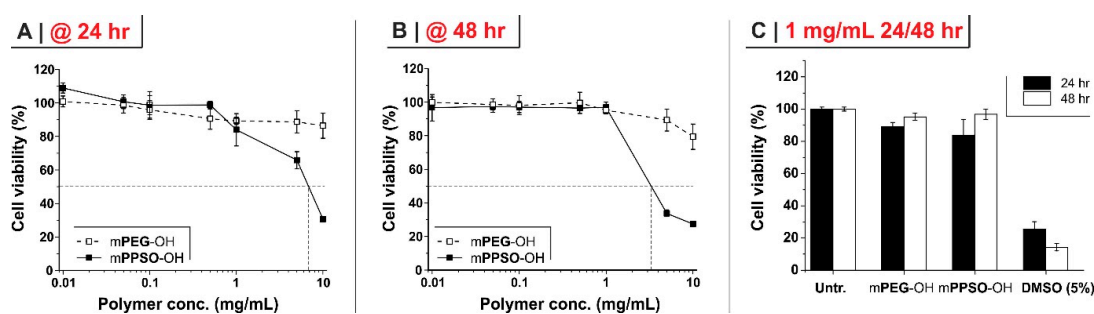 A | @ 24 hr
120
100
80
60
40
20
0
Cell viability (%)
mPEG-OH
mPPSO-OH
0.01 0.1 1 10
Polymer conc. (mg/mL)
B | @ 48 hr
120
100
80
60
40
20
0
Cell viability (%)
mPEG-OH
mPPSO-OH
0.01 0.1 1 10
Polymer conc. (mg/mL)
C | 1 mg/mL 24/48 hr
24 hr
48 hr
120
100
80
60
40
20
0
Cell viability (%)
Untr. mPEG-OH mPPSO-OH DMSO (5%)